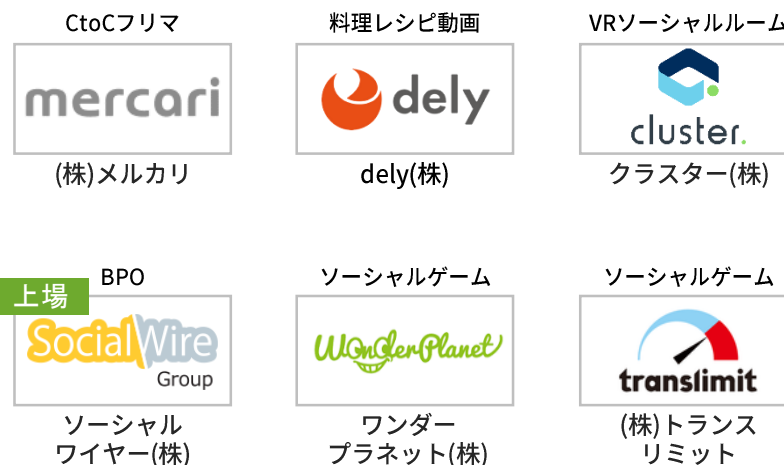 CtoCフリマ
mercari
(株)メルカリ
料理レシピ動画
dely
dely(株)
VRソーシャルルーム
cluster.
クラスター(株)
BPO
上場
SocialWire
Group
ソーシャル
ワイヤー(株)
ソーシャルゲーム
WonderPlanet
ワンダー
プラネット(株)
ソーシャルゲーム
translimit
(株)トランス
リミット